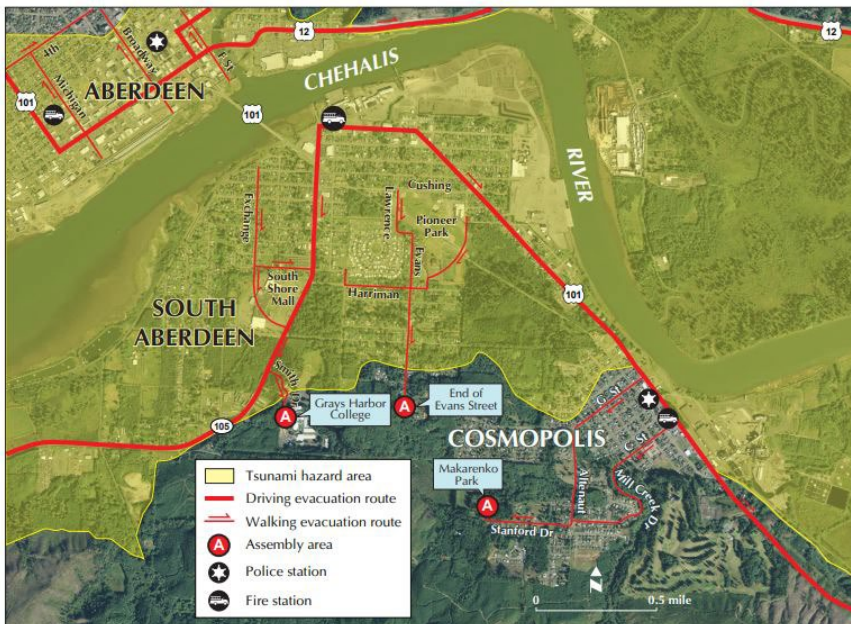 12
12
4th
Broadway
F St
Michigan
ABERDEEN
101
CHEHALIS
RIVER
101
Exchange
Lawrence
Cushing
Pioneer
Park
Evans
Harriman
South
Shore
Mall
101
SOUTH
ABERDEEN
Smith Dr
105
Grays Harbor
College
End of
Evans Street
A
A
COSMOPOLIS
G St
C St
Makarenko
Park
A
Altenaut
Mill Creek Dr
Stanford Dr
Tsunami hazard area
Driving evacuation route
Walking evacuation route
A Assembly area
Police station
Fire station
N
0 0.5 mile